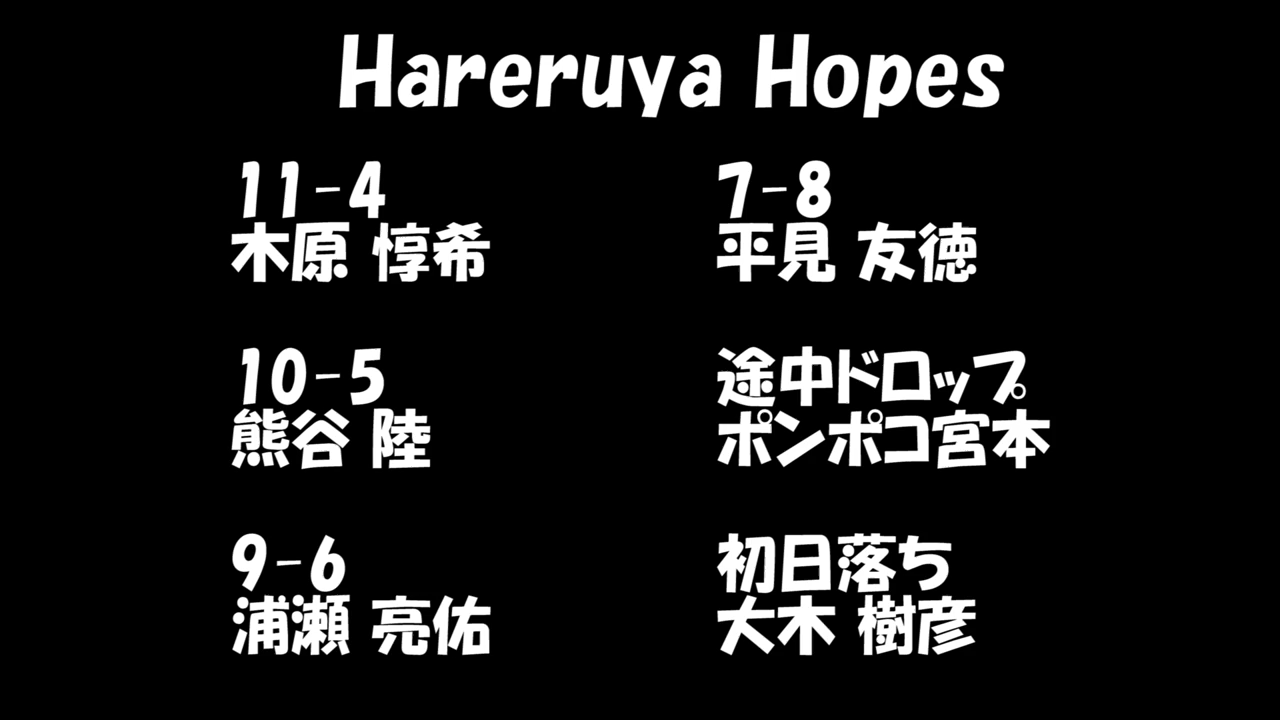 Hareruya Hopes
11-4
木原 惇希
10-5
熊谷 陸
9-6
浦瀬 亮佑
7-8
平見 友徳
途中ドロップ
ポンポコ宮本
初日落ち
大木 樹彦